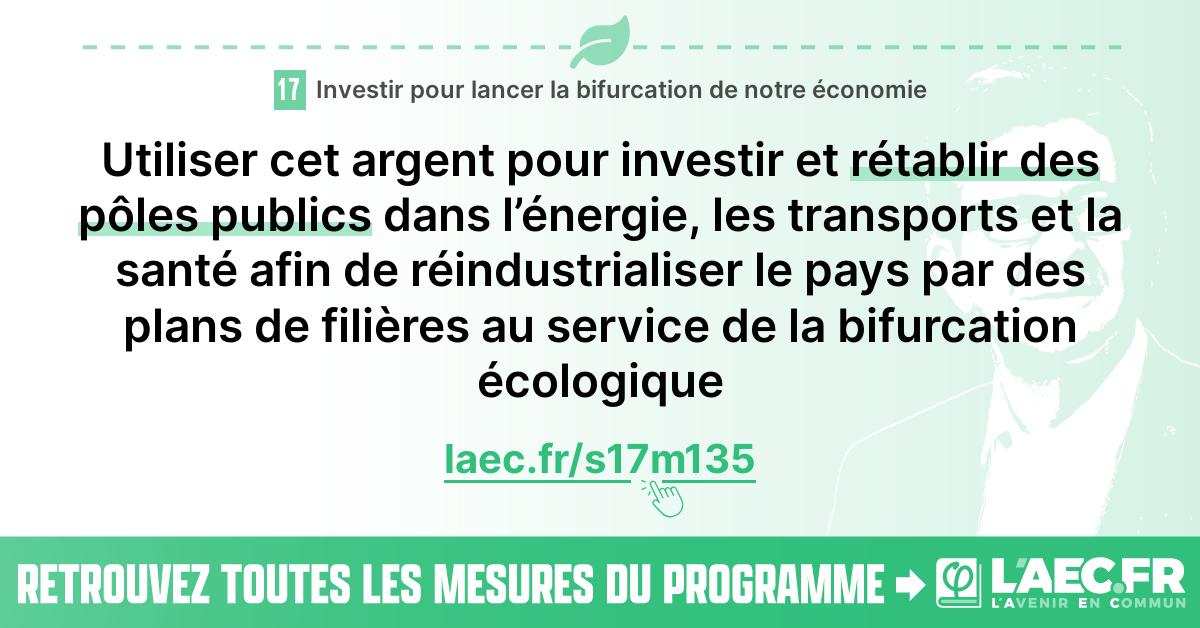 17 Investir pour lancer la bifurcation de notre économie
Utiliser cet argent pour investir et rétablir des
pôles publics dans l’énergie, les transports et la
santé afin de réindustrialiser le pays par des
plans de filières au service de la bifurcation
écologique
laec.fr/s17m135
RETROUVEZ TOUTES LES MESURES DU PROGRAMME
L'AEC.FR
L'AVENIR EN COMMUN